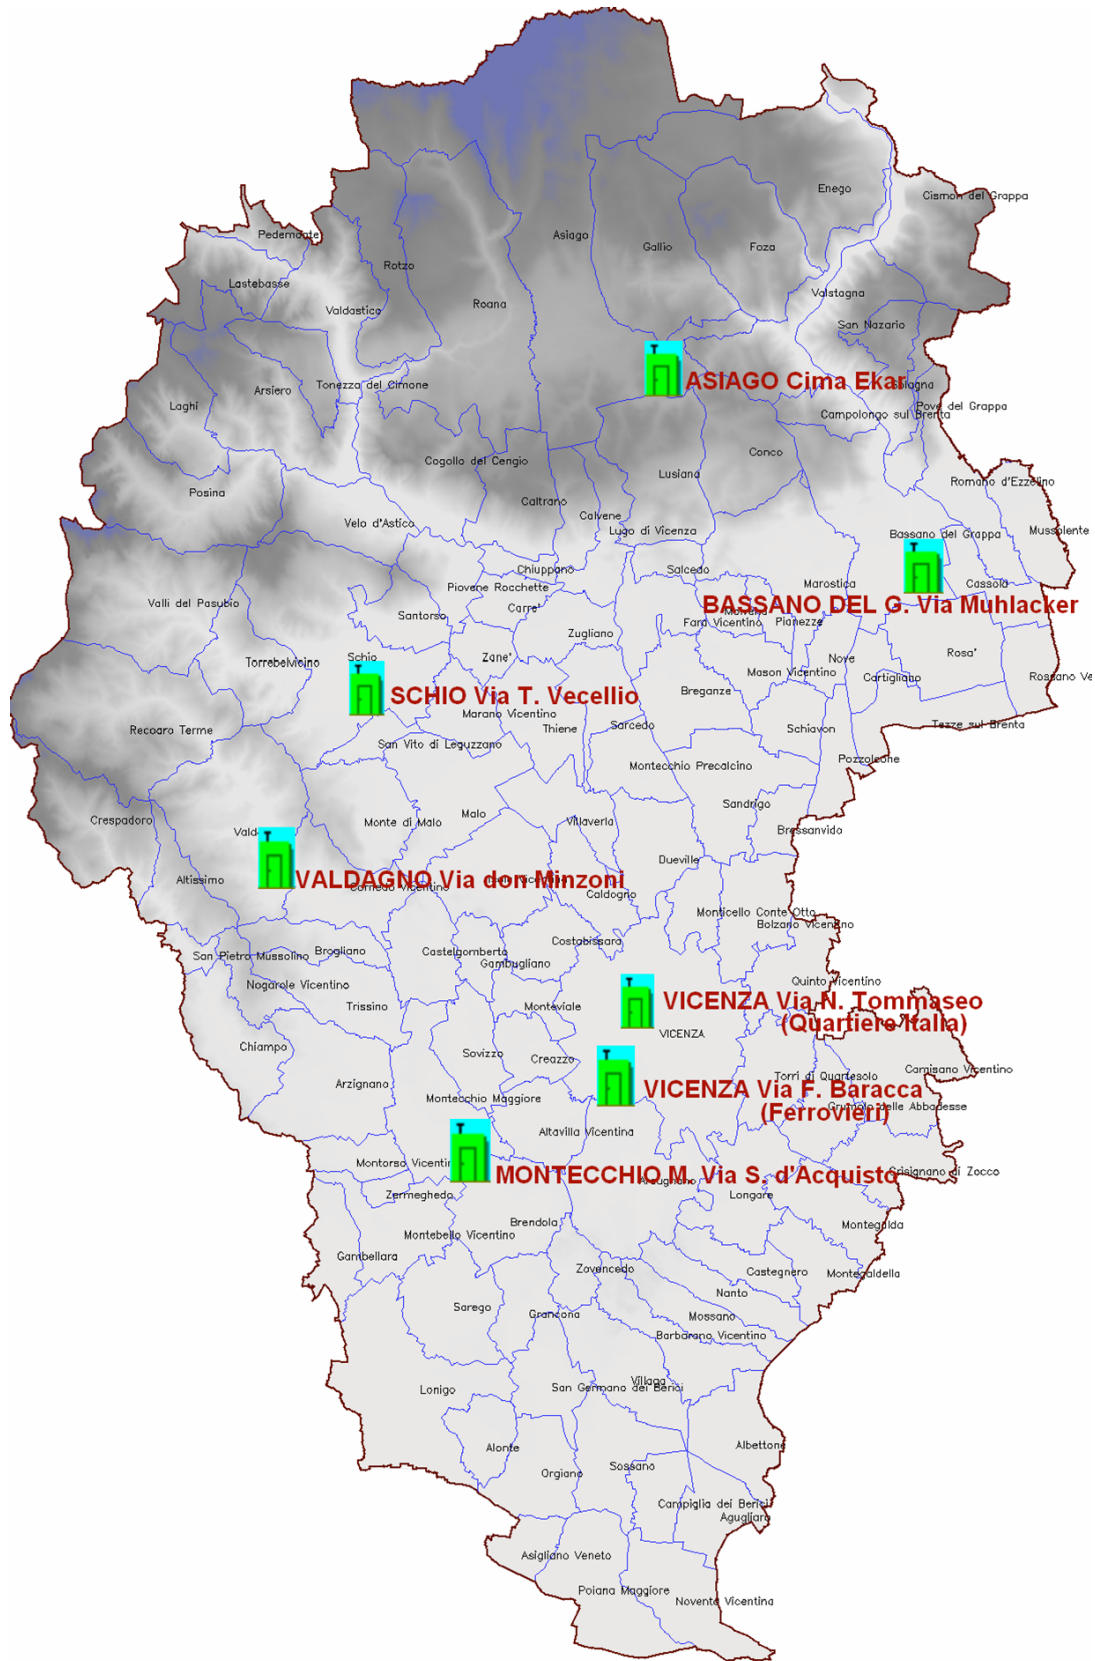 Enego
Cismon del Grappa
Pedemonte
Asiago
Gallio
Foza
Rotzo
Lastebasse
Valdastico
Roana
Valstagna
San Nazario
ASIAGO Cima Ekar
Solagna
Tonezza del Cimone
Arsiero
Laghi
Pove del Grappa
Campolongo sul Brenta
Conco
Cogollo del Cengio
Lusiana
Romano d'Ezzelino
Posina
Caltrano
Calvene
Velo d'Astico
Lugo di Vicenza
Bassano del Grappa
Mussolente
Chiuppano
Salcedo
Marostica
Cassola
Piovene Rocchette
Valli del Pasubio
BASSANO DEL G. Via Muhlacker
Carre'
Santorso
Fara Vicentino
Pianezze
Zugliano
Schio
Zane'
Nove
Rosa'
Torrebelvicino
Mason Vicentino
Cartigliano
Rossano Ve
SCHIO Via T. Vecellio
Breganze
Marano Vicentino
Thiene
Sarcedo
Schiavon
Tezze sul Brenta
Recoaro Terme
San Vito di Leguzzano
Pozzoleone
Montecchio Precalcino
Sandrigo
Malo
Crespadoro
Monte di Malo
Villaverla
Bressanvido
Vald
Dueville
Altissimo
VALDAGNO Via don Minzoni
Cornedo Vicentino
Caldogno
Monticello Conte Otto
Bolzano Vicentino
Costabissara
Brogliano
Castelgomberto
San Pietro Mussolino
Gambugliano
Nogarole Vicentino
Quinto Vicentino
Trissino
Monteviale
VICENZA Via N. Tommaseo
(Quartiere Italia)
VICENZA
Chiampo
Sovizzo
Creazzo
Camisano Vicentino
Torri di Quartesolo
Arzignano
VICENZA Via F. Baracca
(Ferrovieri)
Montecchio Maggiore
Grumolo delle Abbadesse
Altavilla Vicentina
Montorso Vicentin
MONTECCHIO M. Via S. d'Acquisto
Grisignano di Zocco
Zermeghedo
Longare
Brendola
Montegalda
Montebello Vicentino
Gambellara
Zovencedo
Castegnero
Montegaldella
Nanto
Sarego
Grancona
Mossano
Barbarano Vicentino
Villaga
Lonigo
San Germano dei Berici
Alonte
Albettone
Sossano
Orgiano
Campiglia dei Berici
Agugliaro
Asigliano Veneto
Poiana Maggiore
Noventa Vicentina